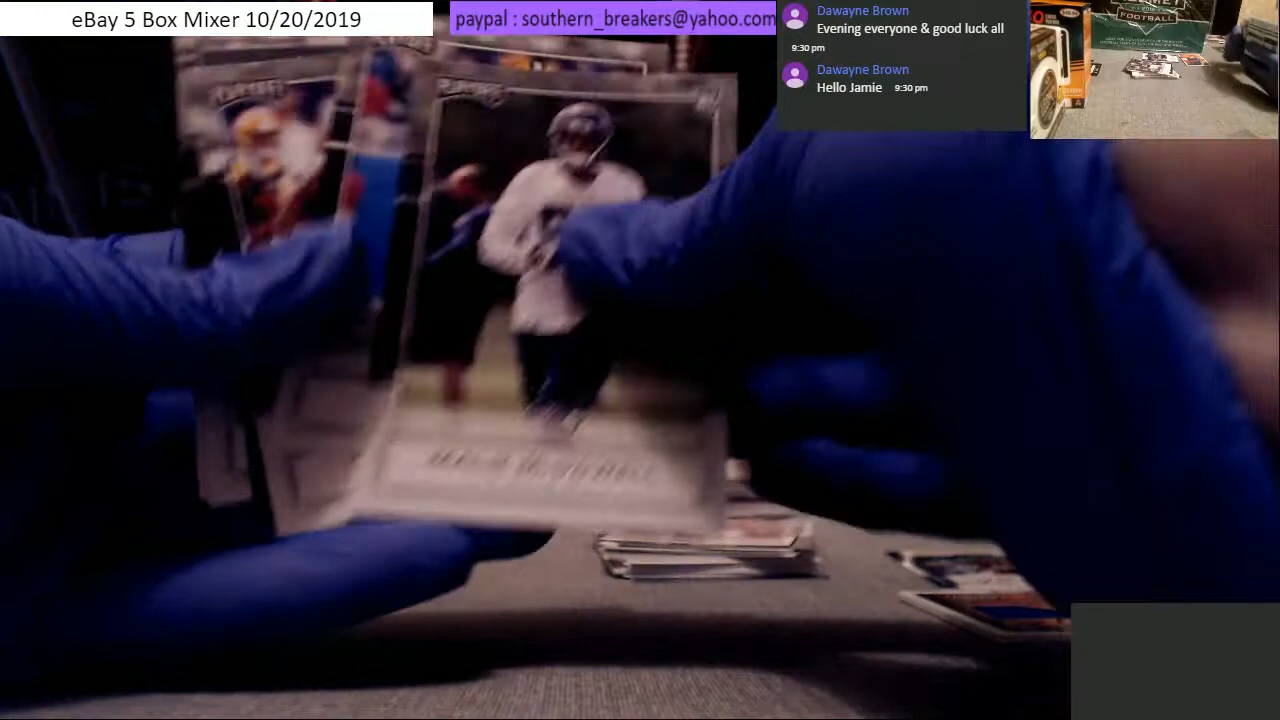 eBay 5 Box Mixer 10/20/2019
paypal : southern_breakers@yahoo.com
Dawayne Brown
Evening everyone & good luck all
9:30 pm
Dawayne Brown
Hello Jamie 9:30 pm
FOOTBALL